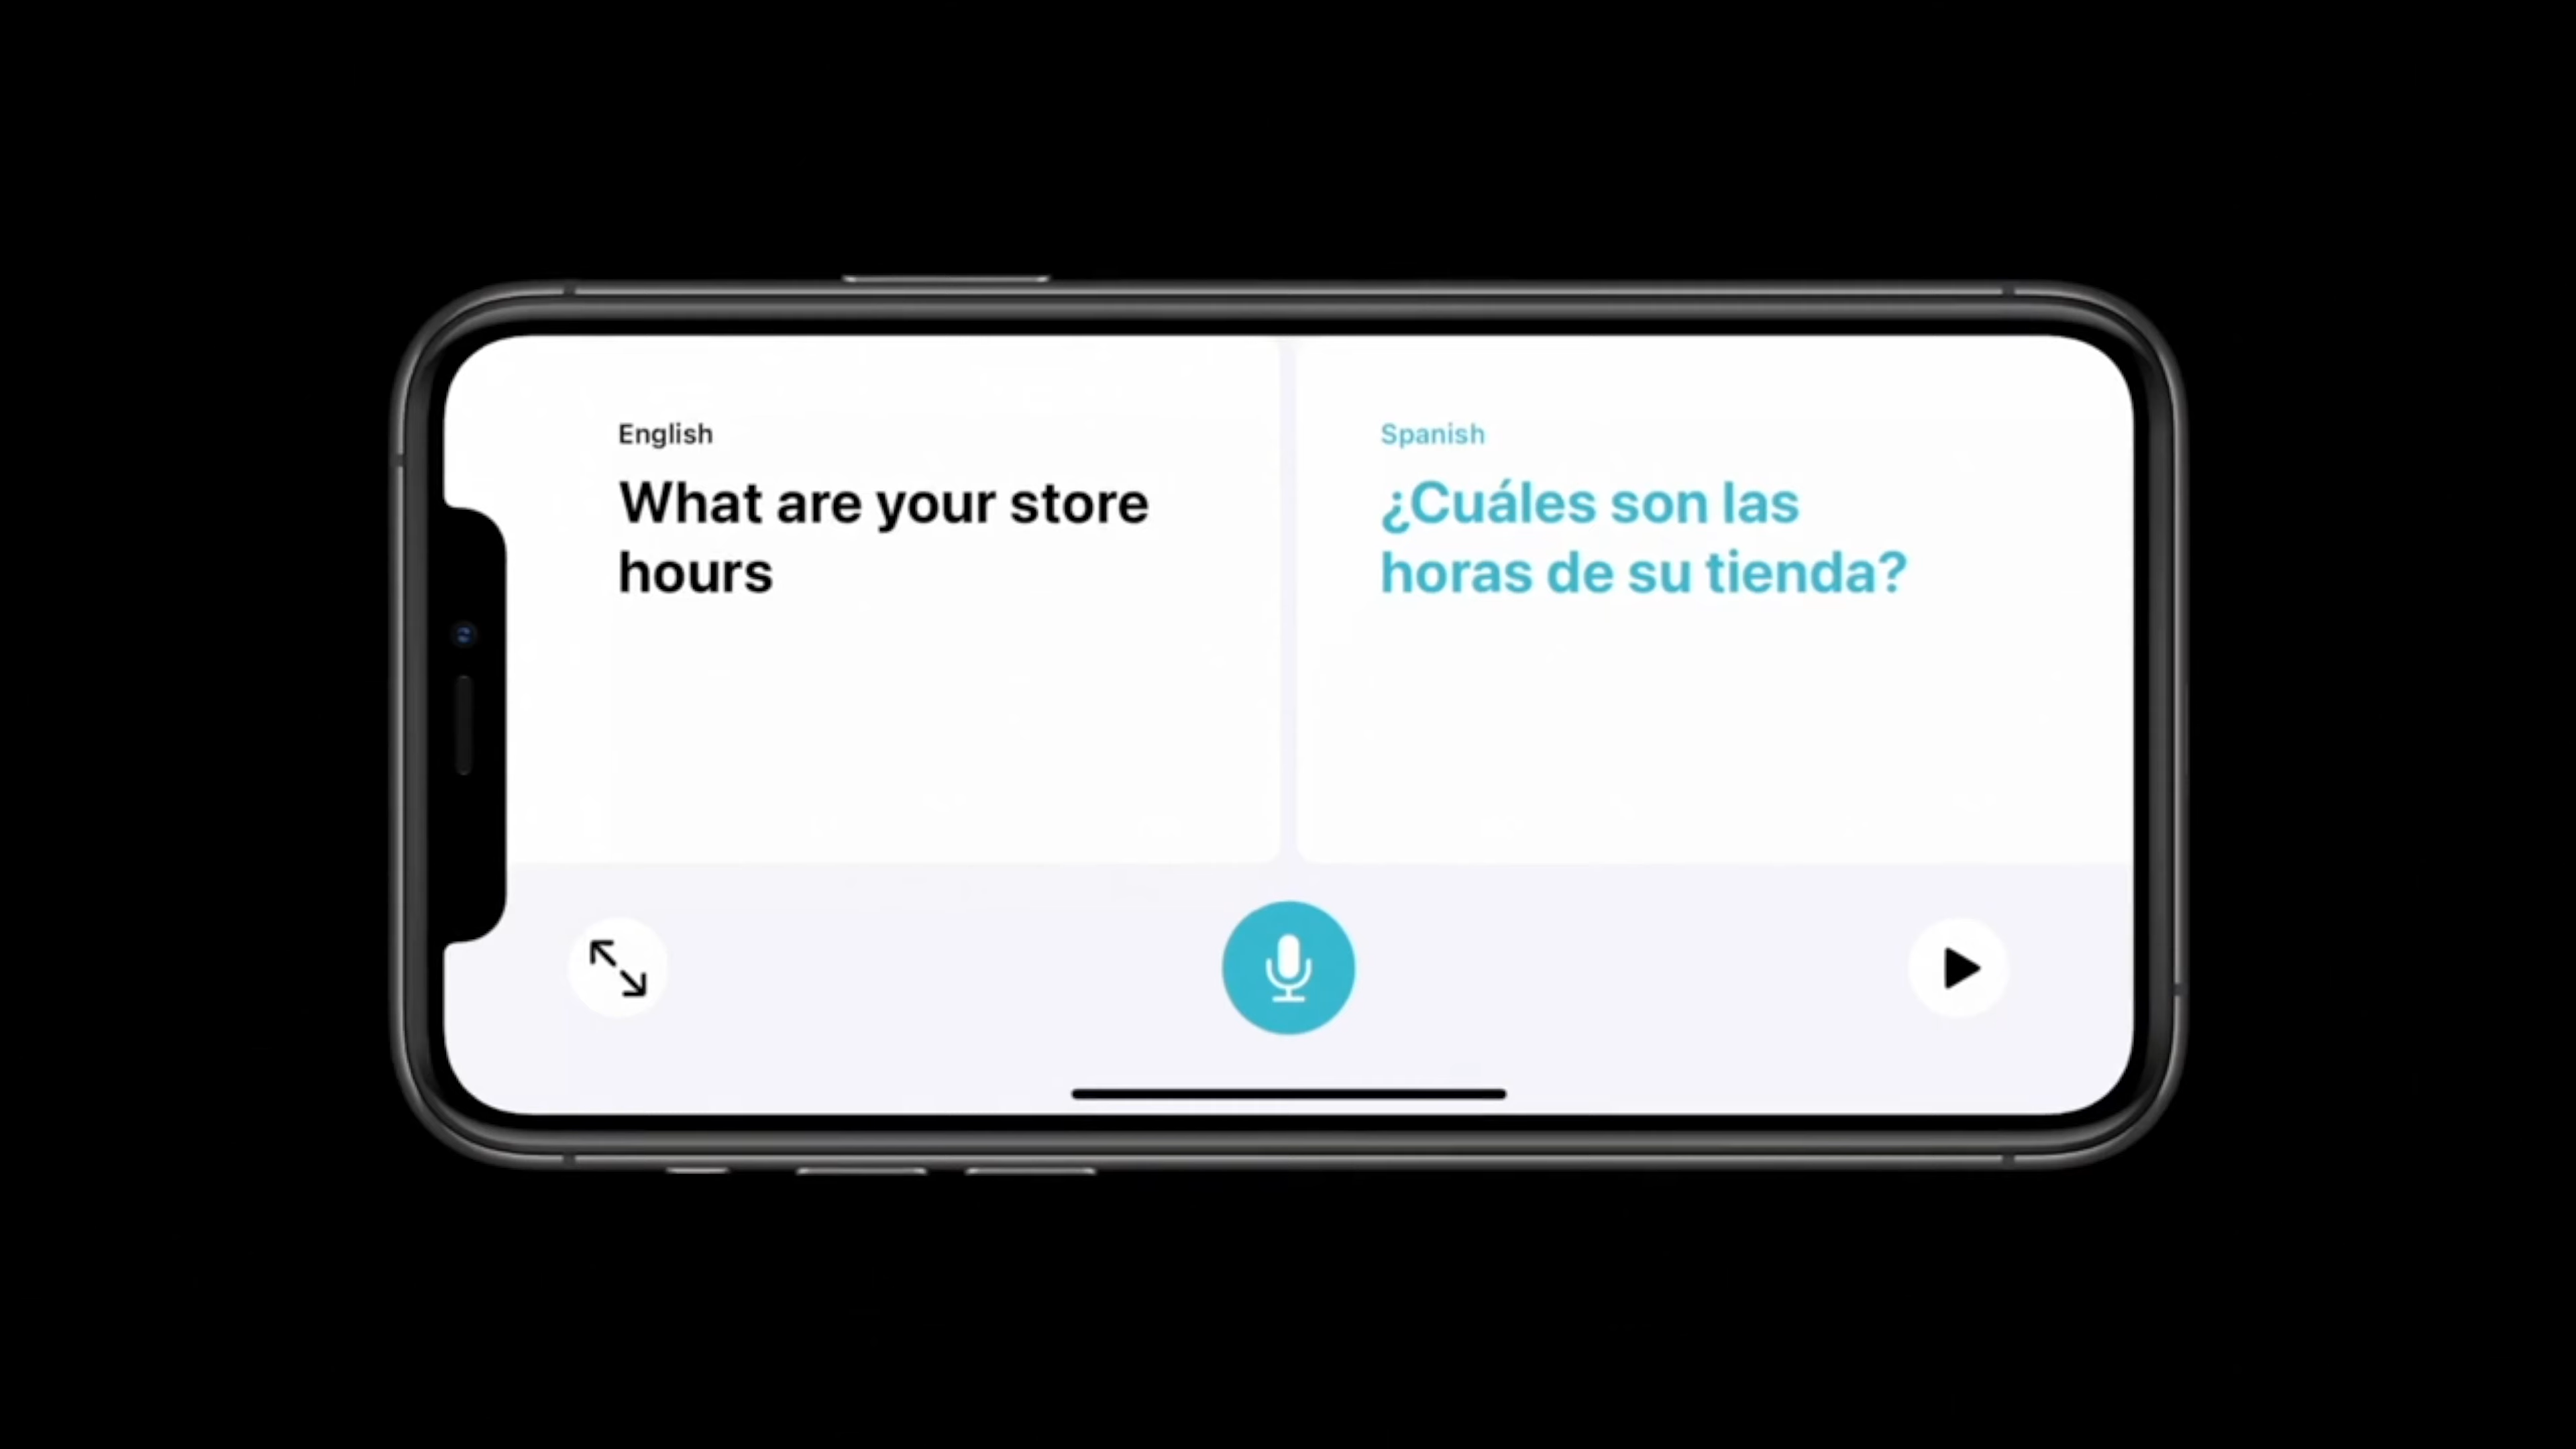 English
What are your store
hours
Spanish
¿Cuáles son las
horas de su tienda?